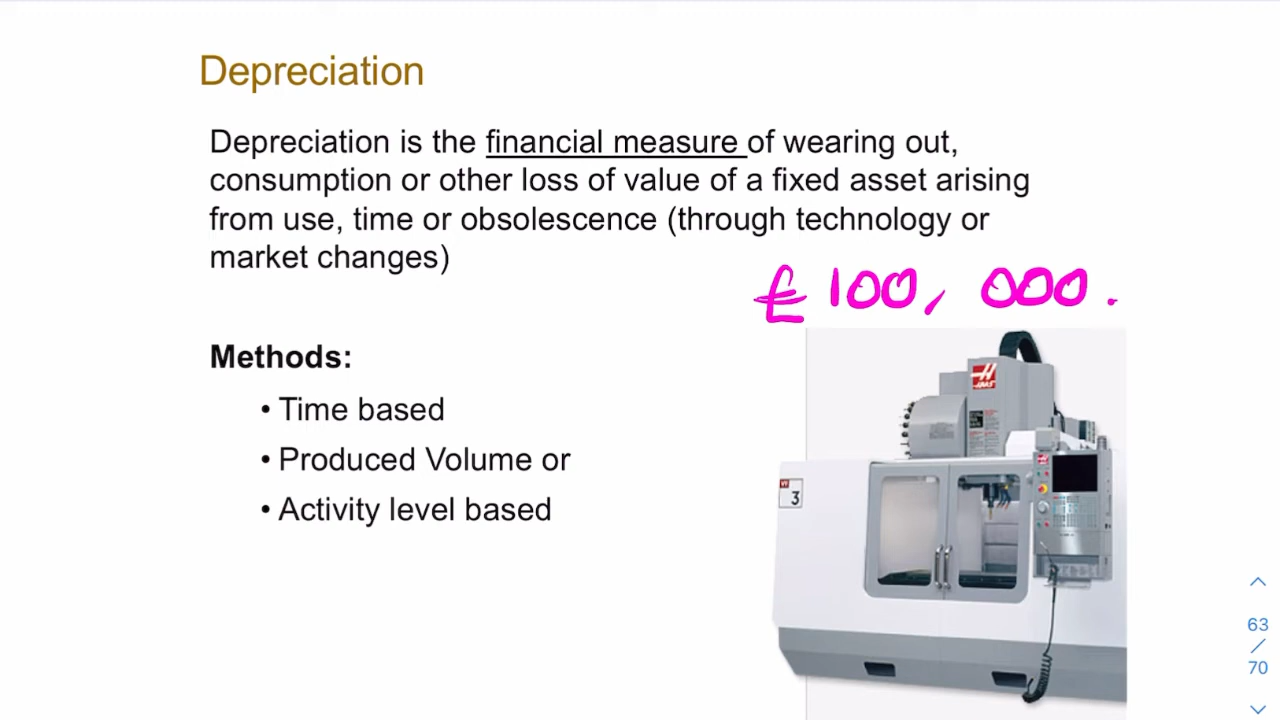 Depreciation
Depreciation is the financial measure of wearing out,
consumption or other loss of value of a fixed asset arising
from use, time or obsolescence (through technology or
market changes)
£100, 000.
Methods:
• Time based
• Produced Volume or
• Activity level based
H
HAAS
3
63
/
70